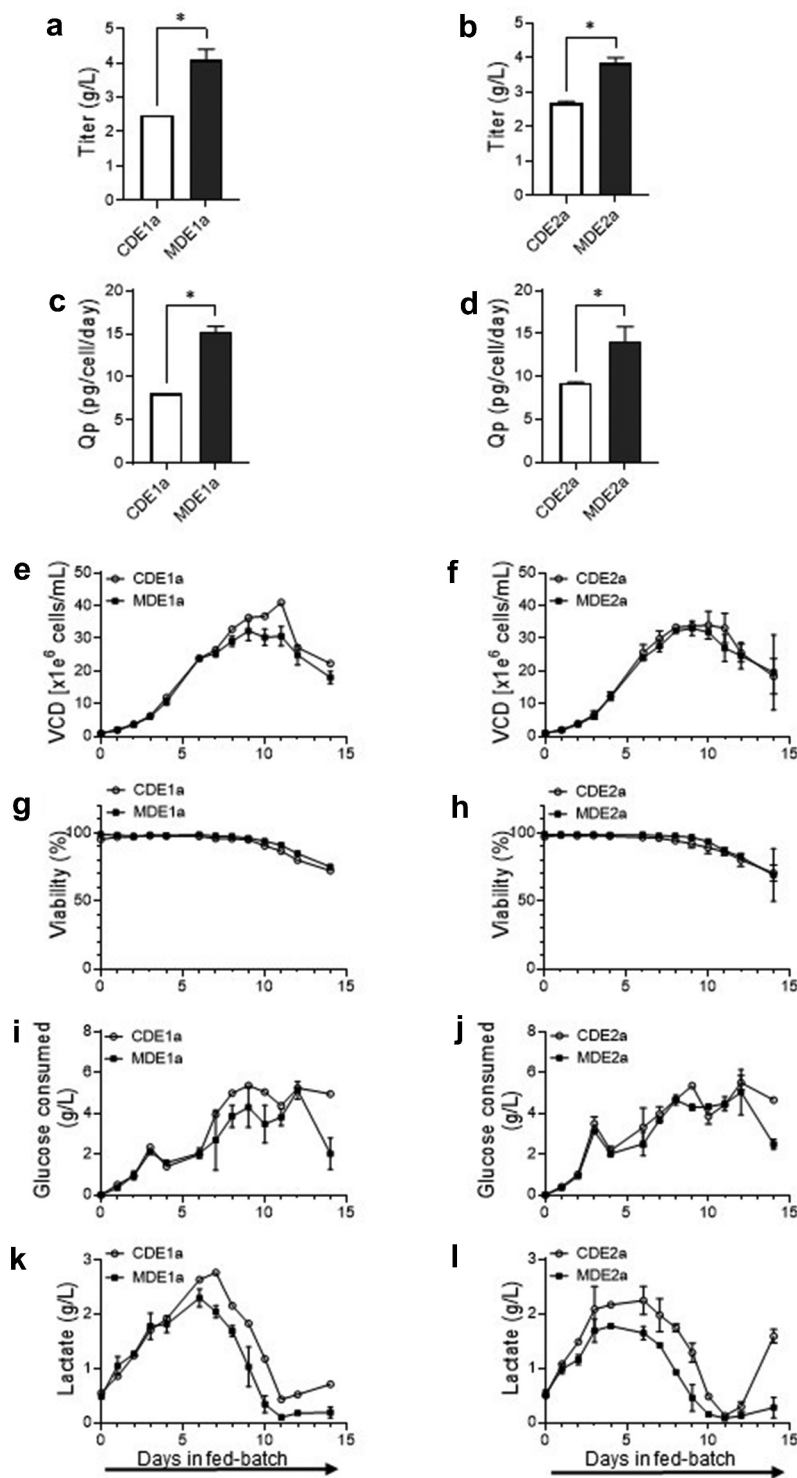 a
*
Titer (g/L)
5
4
3
2
1
0
CDE1a
MDE1a
b
*
Titer (g/L)
5
4
3
2
1
0
CDE2a
MDE2a
c
*
Qp (pg/cell/day)
20
15
10
5
0
CDE1a
MDE1a
d
*
Qp (pg/cell/day)
20
15
10
5
0
CDE2a
MDE2a
e
CDE1a
MDE1a
VCD [x1e⁶ cells/mL)
50
40
30
20
10
0
0 5 10 15
f
CDE2a
MDE2a
VCD [x1e⁶ cells/mL)
50
40
30
20
10
0
0 5 10 15
g
CDE1a
MDE1a
Viability (%)
100
50
0
0 5 10 15
h
CDE2a
MDE2a
Viability (%)
100
50
0
0 5 10 15
i
CDE1a
MDE1a
Glucose consumed
(g/L)
8
6
4
2
0
0 5 10 15
j
CDE2a
MDE2a
Glucose consumed
(g/L)
8
6
4
2
0
0 5 10 15
k
CDE1a
MDE1a
Lactate (g/L)
3
2
1
0
0 5 10 15
Days in fed-batch
l
CDE2a
MDE2a
Lactate (g/L)
3
2
1
0
0 5 10 15
Days in fed-batch